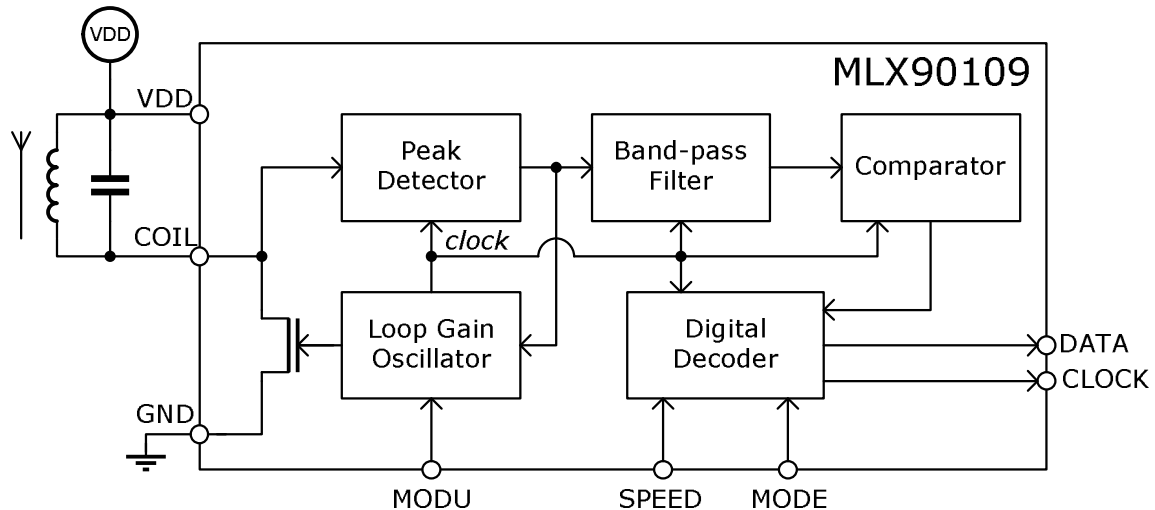 VDD
MLX90109
VDD
Peak
Detector
Band-pass
Filter
Comparator
COIL
clock
Loop Gain
Oscillator
Digital
Decoder
DATA
CLOCK
GND
MODU
SPEED
MODE